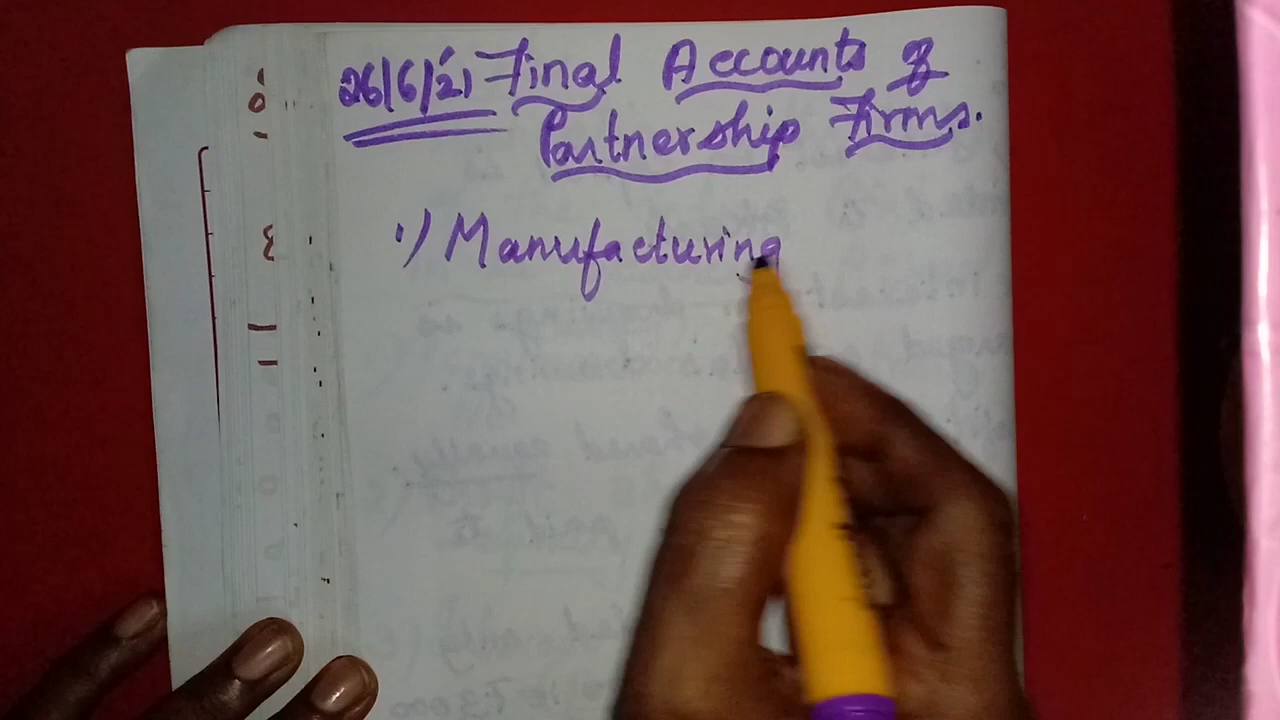 26/6/21 Final Accounts of
Partnership Firms.
1) Manufacturing